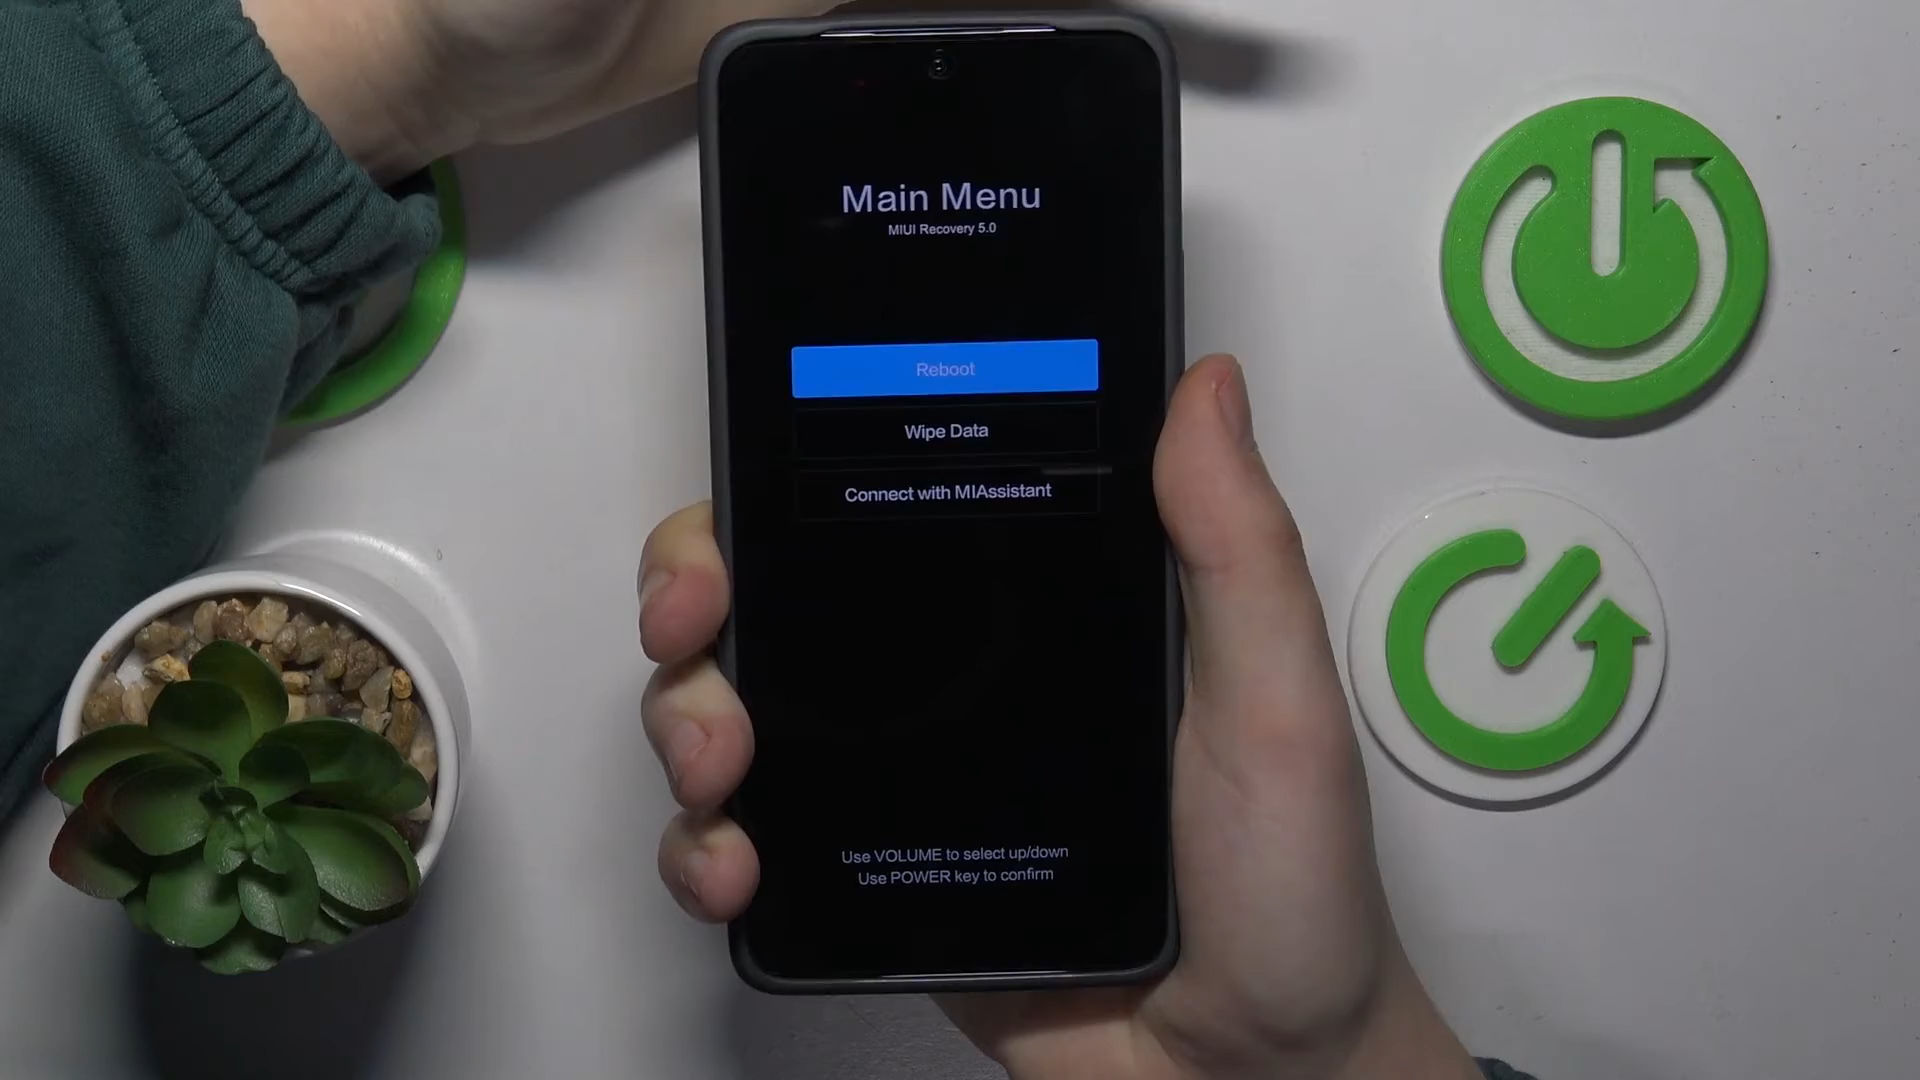 Main Menu
MIUI Recovery 5.0
Reboot
Wipe Data
Connect with MIAssistant
Use VOLUME to select up/down
Use POWER key to confirm